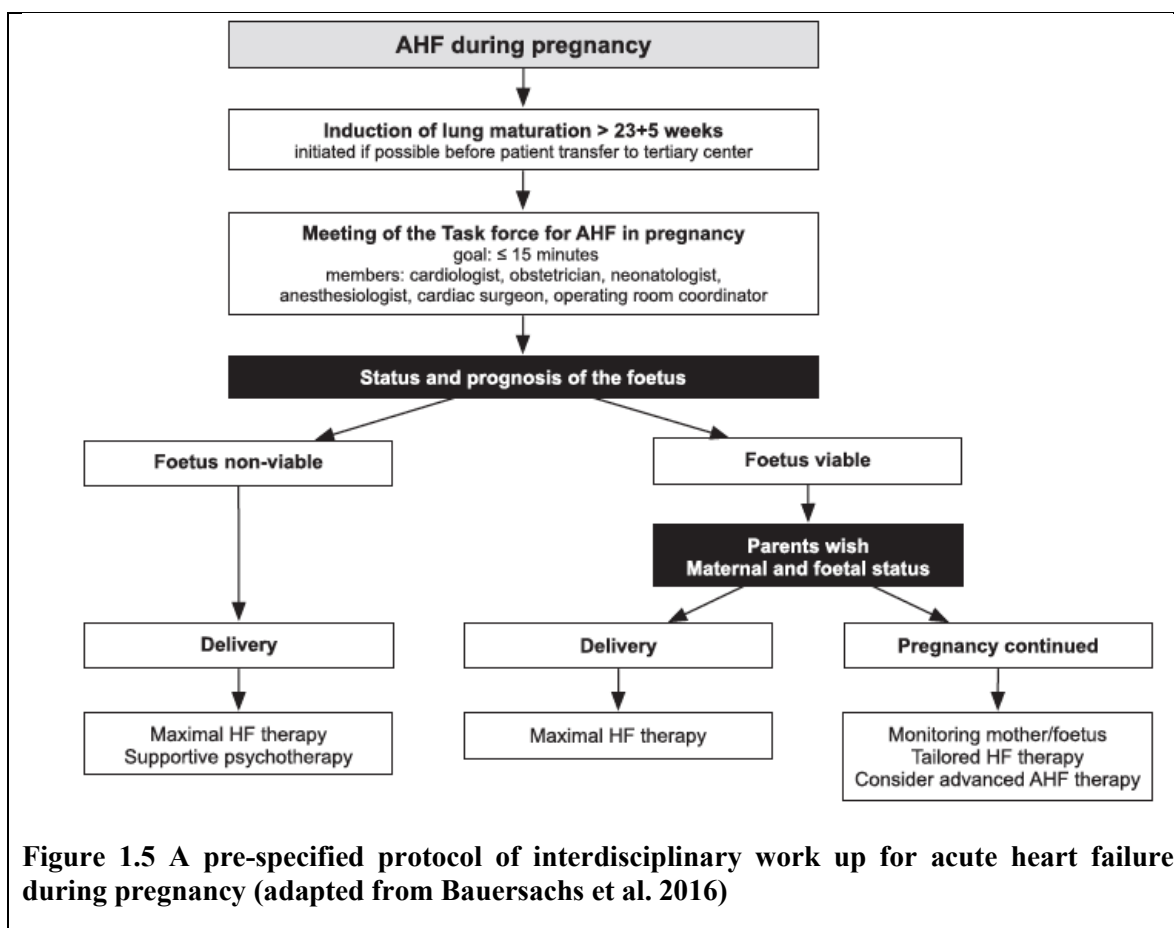 AHF during pregnancy
Induction of lung maturation > 23+5 weeks
initiated if possible before patient transfer to tertiary center
Meeting of the Task force for AHF in pregnancy
goal: ≤ 15 minutes
members: cardiologist, obstetrician, neonatologist,
anesthesiologist, cardiac surgeon, operating room coordinator
Status and prognosis of the foetus
Foetus non-viable
Foetus viable
Parents wish
Maternal and foetal status
Delivery
Delivery
Pregnancy continued
Maximal HF therapy
Supportive psychotherapy
Maximal HF therapy
Monitoring mother/foetus
Tailored HF therapy
Consider advanced AHF therapy
Figure 1.5 A pre-specified protocol of interdisciplinary work up for acute heart failure
during pregnancy (adapted from Bauersachs et al. 2016)